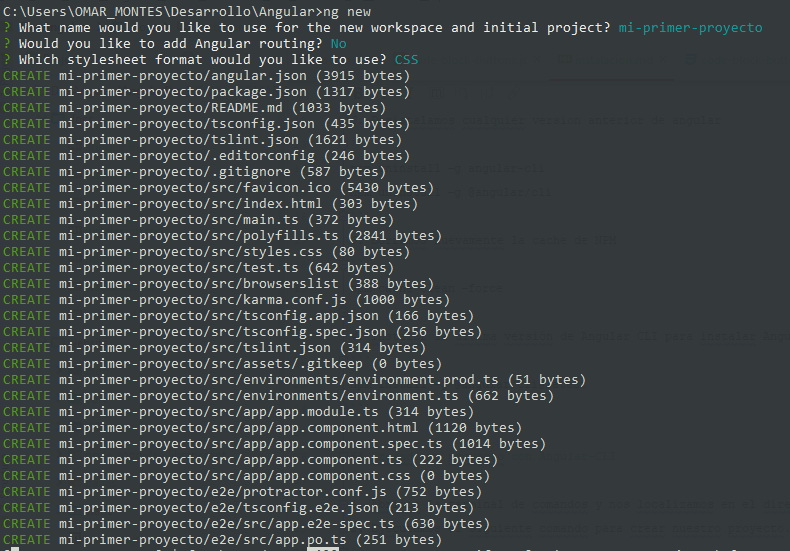 C:\Users\OMAR_MONTES\Desarrollo\Angular>ng new
? What name would you like to use for the new workspace and initial project? mi-primer-proyecto
? Would you like to add Angular routing? No
? Which stylesheet format would you like to use? CSS
CREATE mi-primer-proyecto/angular.json (3915 bytes)
CREATE mi-primer-proyecto/package.json (1317 bytes)
CREATE mi-primer-proyecto/README.md (1033 bytes)
CREATE mi-primer-proyecto/tsconfig.json (435 bytes)
CREATE mi-primer-proyecto/tslint.json (1621 bytes)
CREATE mi-primer-proyecto/.editorconfig (246 bytes)
CREATE mi-primer-proyecto/.gitignore (587 bytes)
CREATE mi-primer-proyecto/src/favicon.ico (5430 bytes)
CREATE mi-primer-proyecto/src/index.html (303 bytes)
CREATE mi-primer-proyecto/src/main.ts (372 bytes)
CREATE mi-primer-proyecto/src/polyfills.ts (2841 bytes)
CREATE mi-primer-proyecto/src/styles.css (80 bytes)
CREATE mi-primer-proyecto/src/test.ts (642 bytes)
CREATE mi-primer-proyecto/src/browserslist (388 bytes)
CREATE mi-primer-proyecto/src/karma.conf.js (1000 bytes)
CREATE mi-primer-proyecto/src/tsconfig.app.json (166 bytes)
CREATE mi-primer-proyecto/src/tsconfig.spec.json (256 bytes)
CREATE mi-primer-proyecto/src/tslint.json (314 bytes)
CREATE mi-primer-proyecto/src/assets/.gitkeep (0 bytes)
CREATE mi-primer-proyecto/src/environments/environment.prod.ts (51 bytes)
CREATE mi-primer-proyecto/src/environments/environment.ts (662 bytes)
CREATE mi-primer-proyecto/src/app/app.module.ts (314 bytes)
CREATE mi-primer-proyecto/src/app/app.component.html (1120 bytes)
CREATE mi-primer-proyecto/src/app/app.component.spec.ts (1014 bytes)
CREATE mi-primer-proyecto/src/app/app.component.ts (222 bytes)
CREATE mi-primer-proyecto/src/app/app.component.css (0 bytes)
CREATE mi-primer-proyecto/e2e/protractor.conf.js (752 bytes)
CREATE mi-primer-proyecto/e2e/tsconfig.e2e.json (213 bytes)
CREATE mi-primer-proyecto/e2e/src/app.e2e-spec.ts (630 bytes)
CREATE mi-primer-proyecto/e2e/src/app.po.ts (251 bytes)